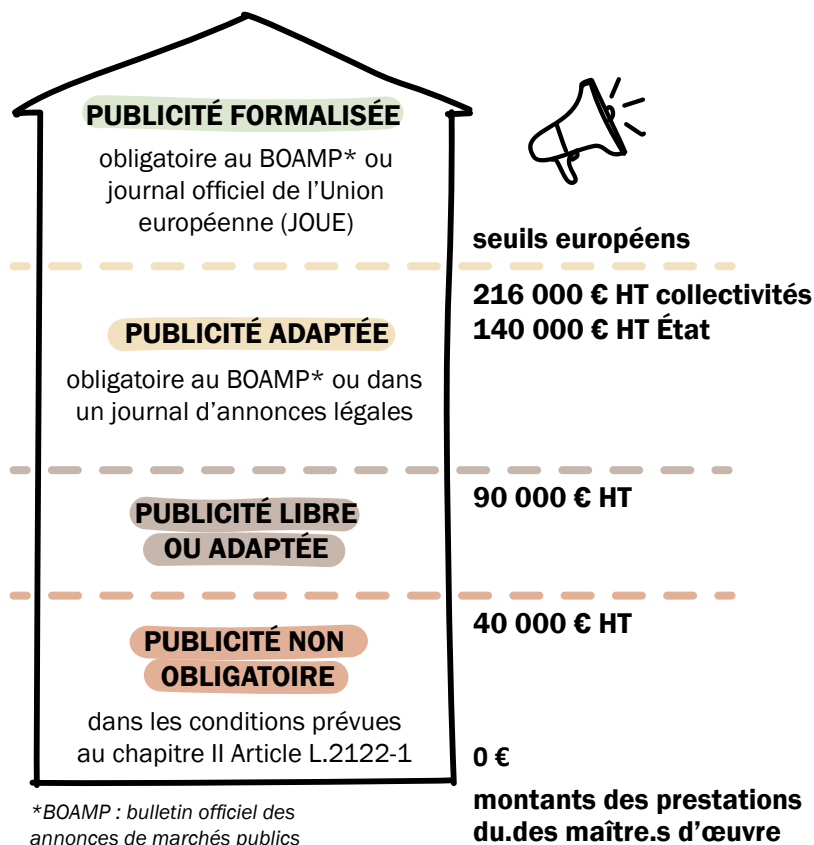 PUBLICITÉ FORMALISÉE
obligatoire au BOAMP* ou
journal officiel de l'Union
européenne (JOUE)
seuils européens
216 000 € HT collectivités
140 000 € HT État
PUBLICITÉ ADAPTÉE
obligatoire au BOAMP* ou dans
un journal d'annonces légales
90 000 € HT
PUBLICITÉ LIBRE
OU ADAPTÉE
40 000 € HT
PUBLICITÉ NON
OBLIGATOIRE
dans les conditions prévues
au chapitre II Article L.2122-1
0 €
montants des prestations
du.des maître.s d'œuvre
*BOAMP : bulletin officiel des
annonces de marchés publics